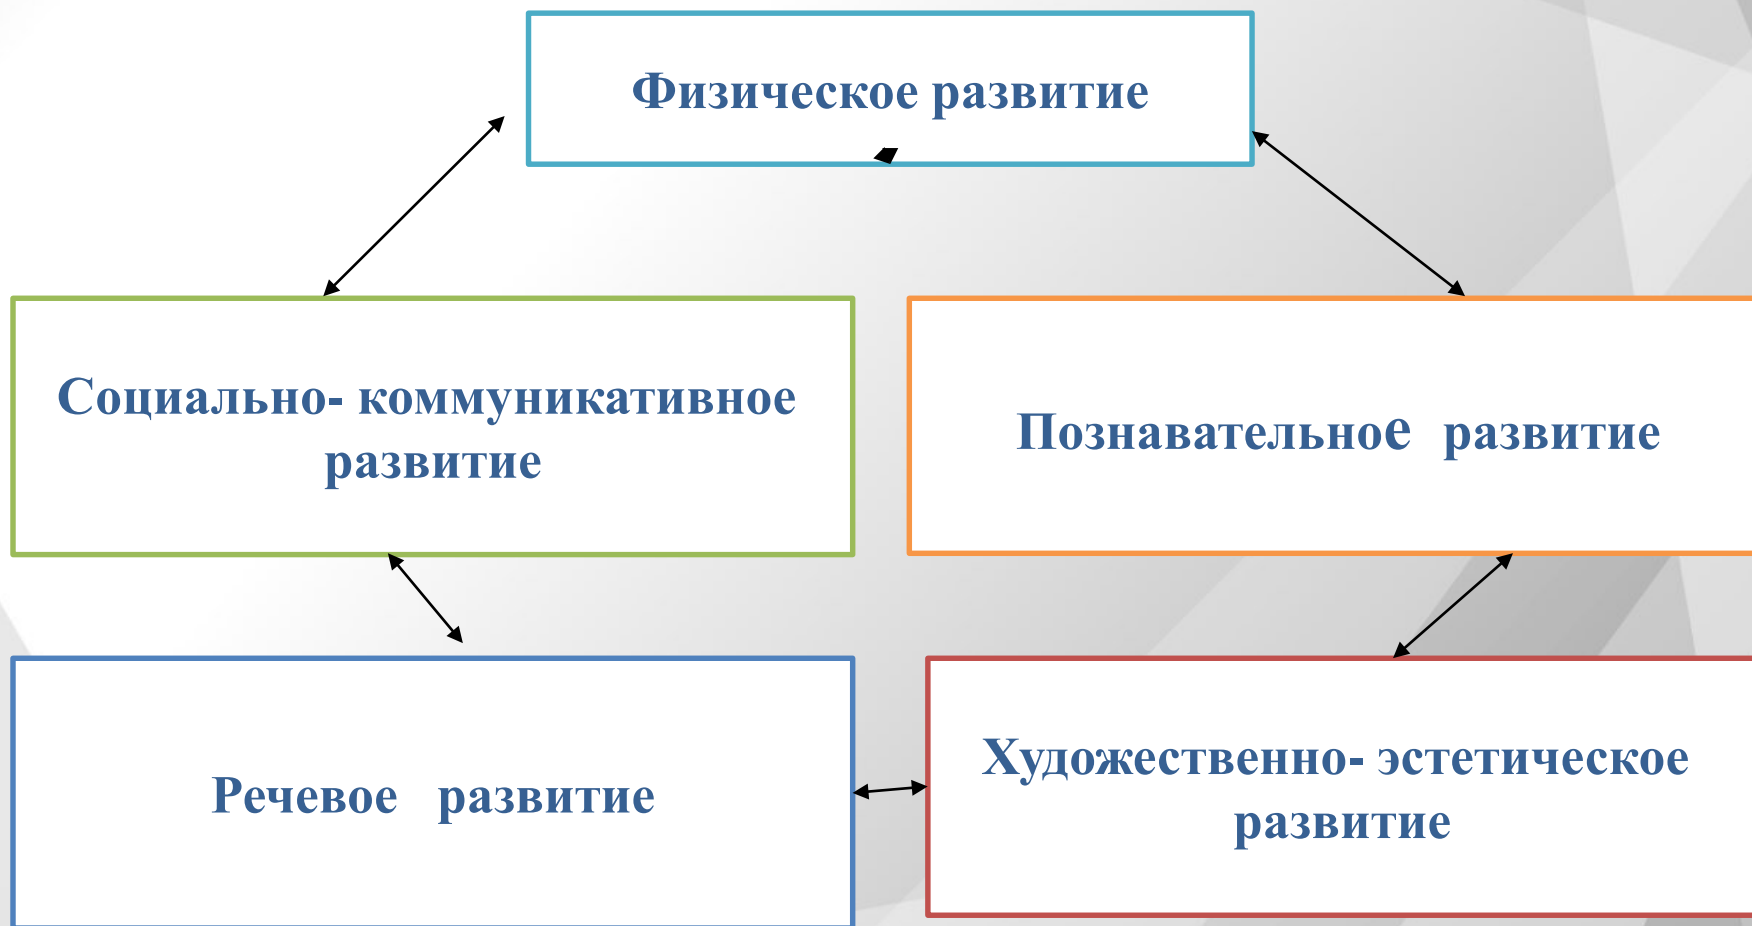 Физическое развитие
Социально- коммуникативное
развитие
Познавательное развитие
Речевое развитие
Художественно- эстетическое
развитие